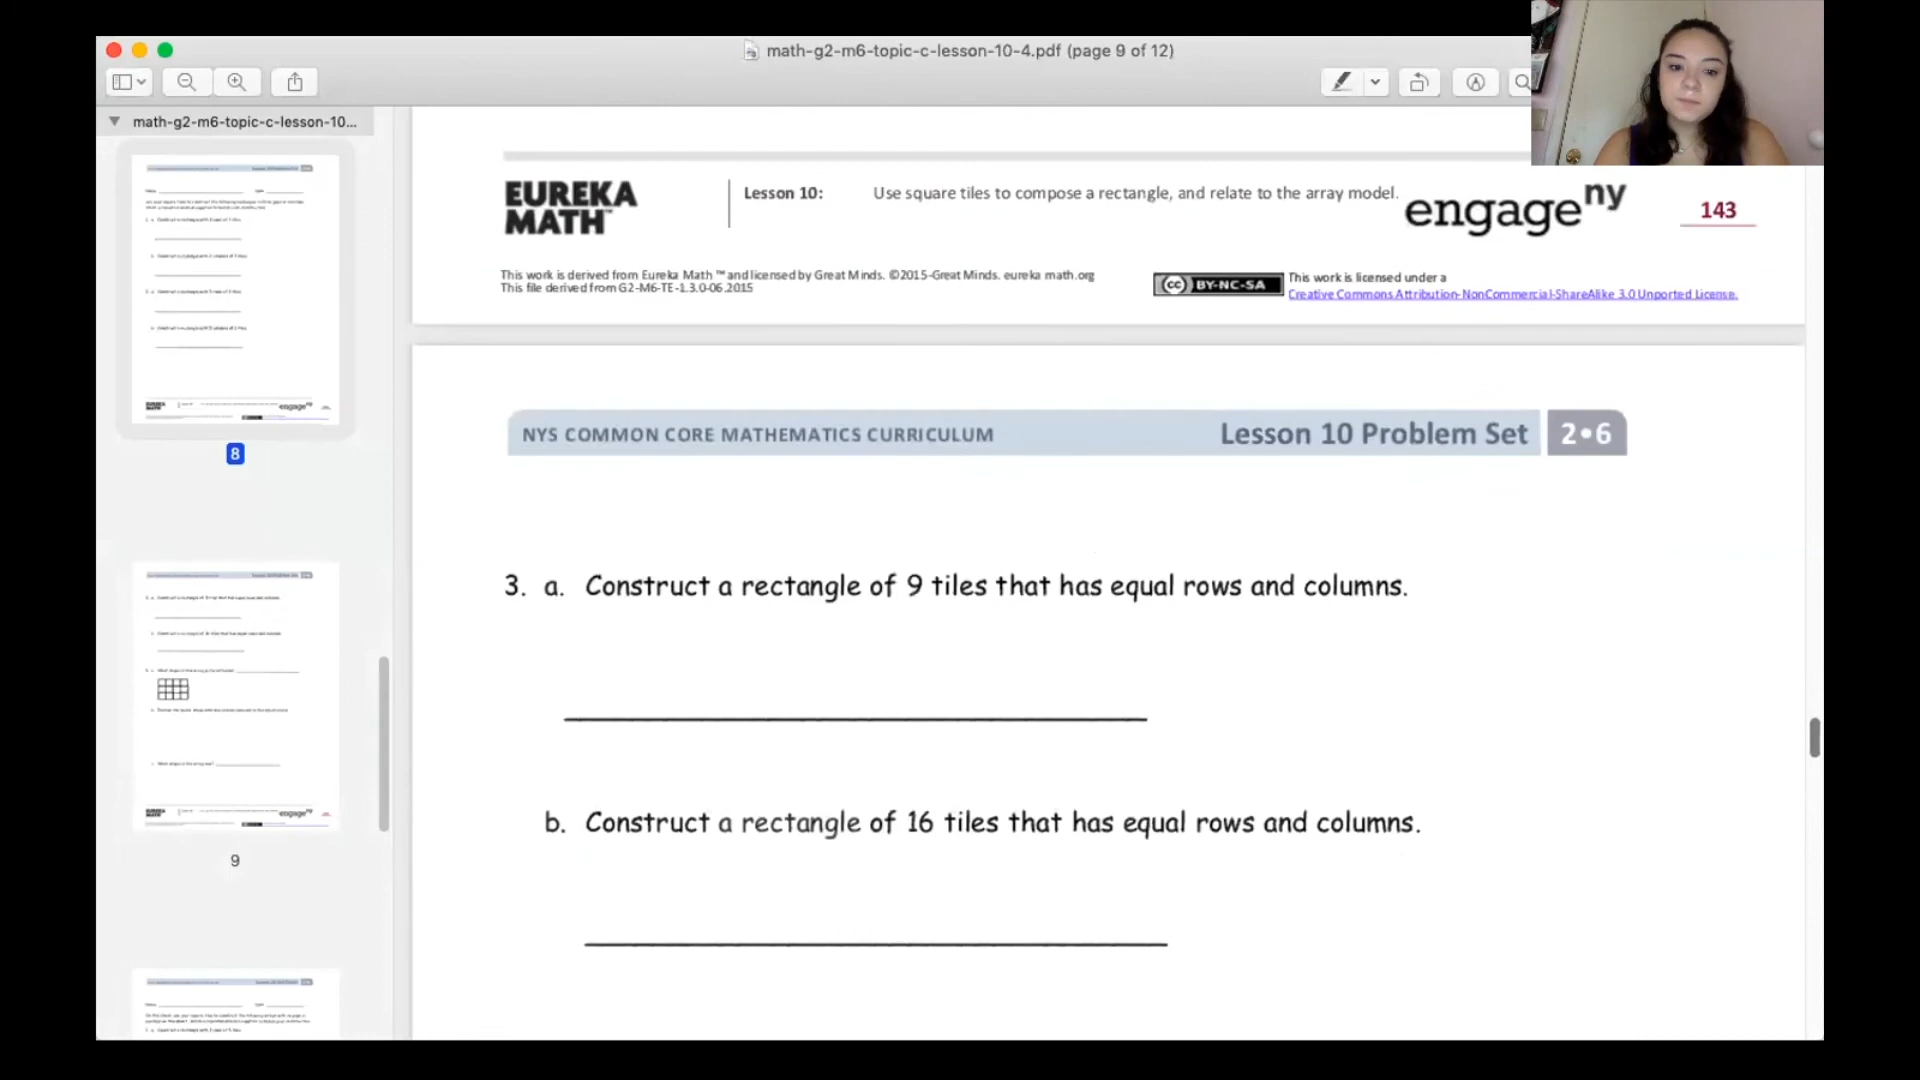 math-g2-m6-topic-c-lesson-10-4.pdf (page 9 of 12)
math-g2-m6-topic-c-lesson-10...
8
9
EUREKA
MATH™
Lesson 10:
Use square tiles to compose a rectangle, and relate to the array model.
engageny
143
This work is derived from Eureka Math ™ and licensed by Great Minds. ©2015-Great Minds. eureka math.org
This file derived from G2-M6-TE-1.3.0-06.2015
cc BY-NC-SA
This work is licensed under a
Creative Commons Attribution-NonCommercial-ShareAlike 3.0 Unported License.
NYS COMMON CORE MATHEMATICS CURRICULUM
Lesson 10 Problem Set
2•6
3. a. Construct a rectangle of 9 tiles that has equal rows and columns.
b. Construct a rectangle of 16 tiles that has equal rows and columns.